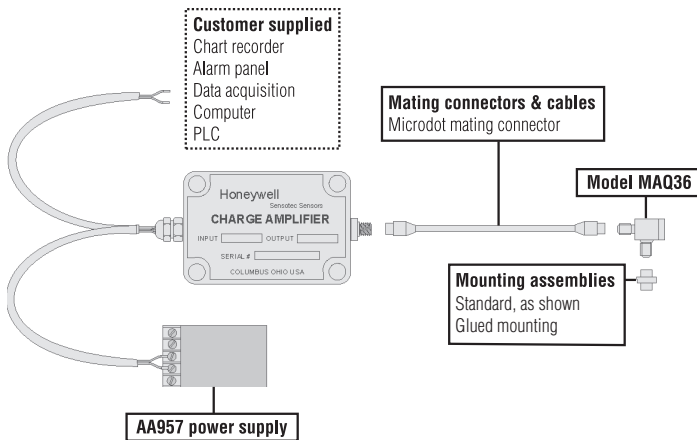 Customer supplied
Chart recorder
Alarm panel
Data acquisition
Computer
PLC
Mating connectors & cables
Microdot mating connector
Model MAQ36
Honeywell
Sensotec Sensors
CHARGE AMPLIFIER
INPUT OUTPUT
SERIAL #
COLUMBUS OHIO USA
Mounting assemblies
Standard, as shown
Glued mounting
AA957 power supply